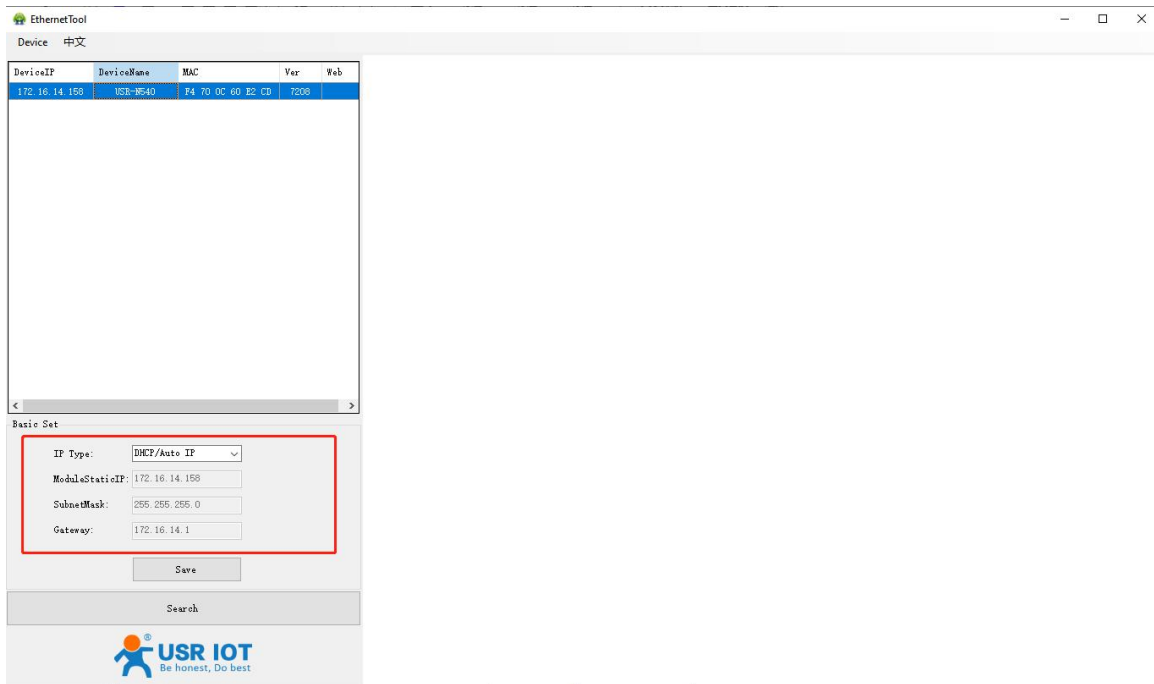 EthernetTool
Device 中文
DeviceIP DeviceName MAC Ver Web
172.16.14.158 USR-N540 F4 70 0C 60 E2 CD 7208
Basic Set
IP Type: DHCP/Auto IP
ModuleStaticIP: 172.16.14.158
SubnetMask: 255.255.255.0
Gateway: 172.16.14.1
Save
Search
® USR IOT
Be honest, Do best